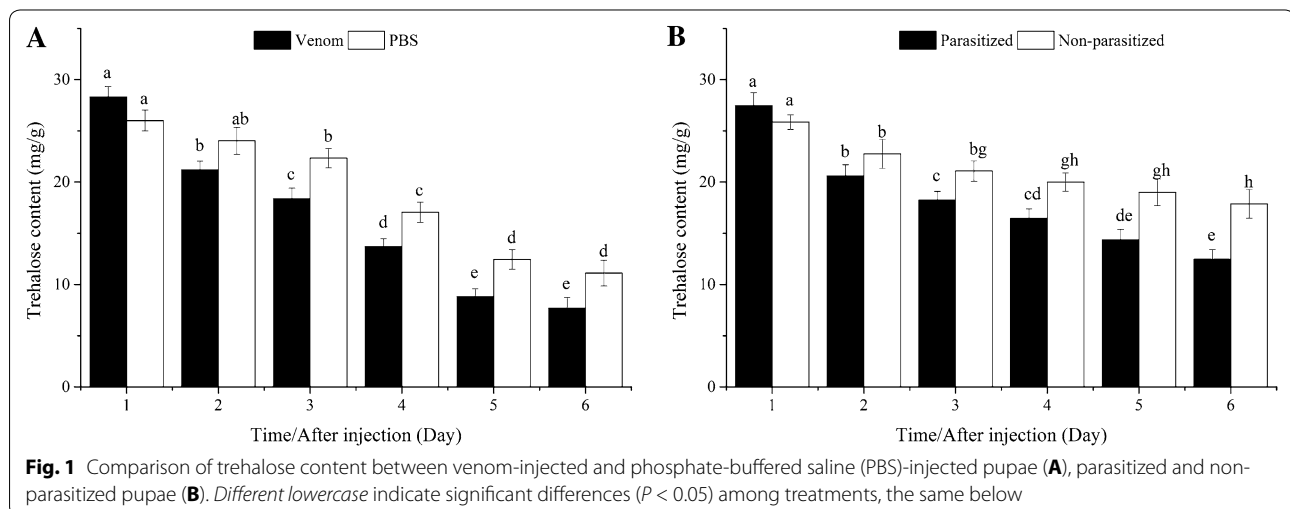 A
Venom PBS
30
20
10
0
Trehalose content (mg/g)
a a b ab c b d c e d e d
1 2 3 4 5 6
Time/After injection (Day)
B
Parasitized Non-parasitized
30
20
10
0
Trehalose content (mg/g)
a a b b c bg cd gh de gh e h
1 2 3 4 5 6
Time/After injection (Day)
Fig. 1 Comparison of trehalose content between venom-injected and phosphate-buffered saline (PBS)-injected pupae (A), parasitized and non-
parasitized pupae (B). Different lowercase indicate significant differences (P < 0.05) among treatments, the same below